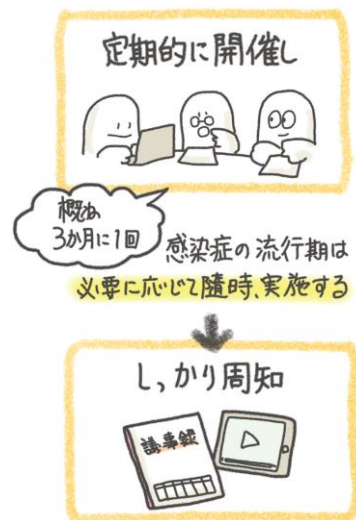 定期的に開催し
概ね
3か月に1回
感染症の流行期は
必要に応じて随時、実施する
しっかり周知
議事録